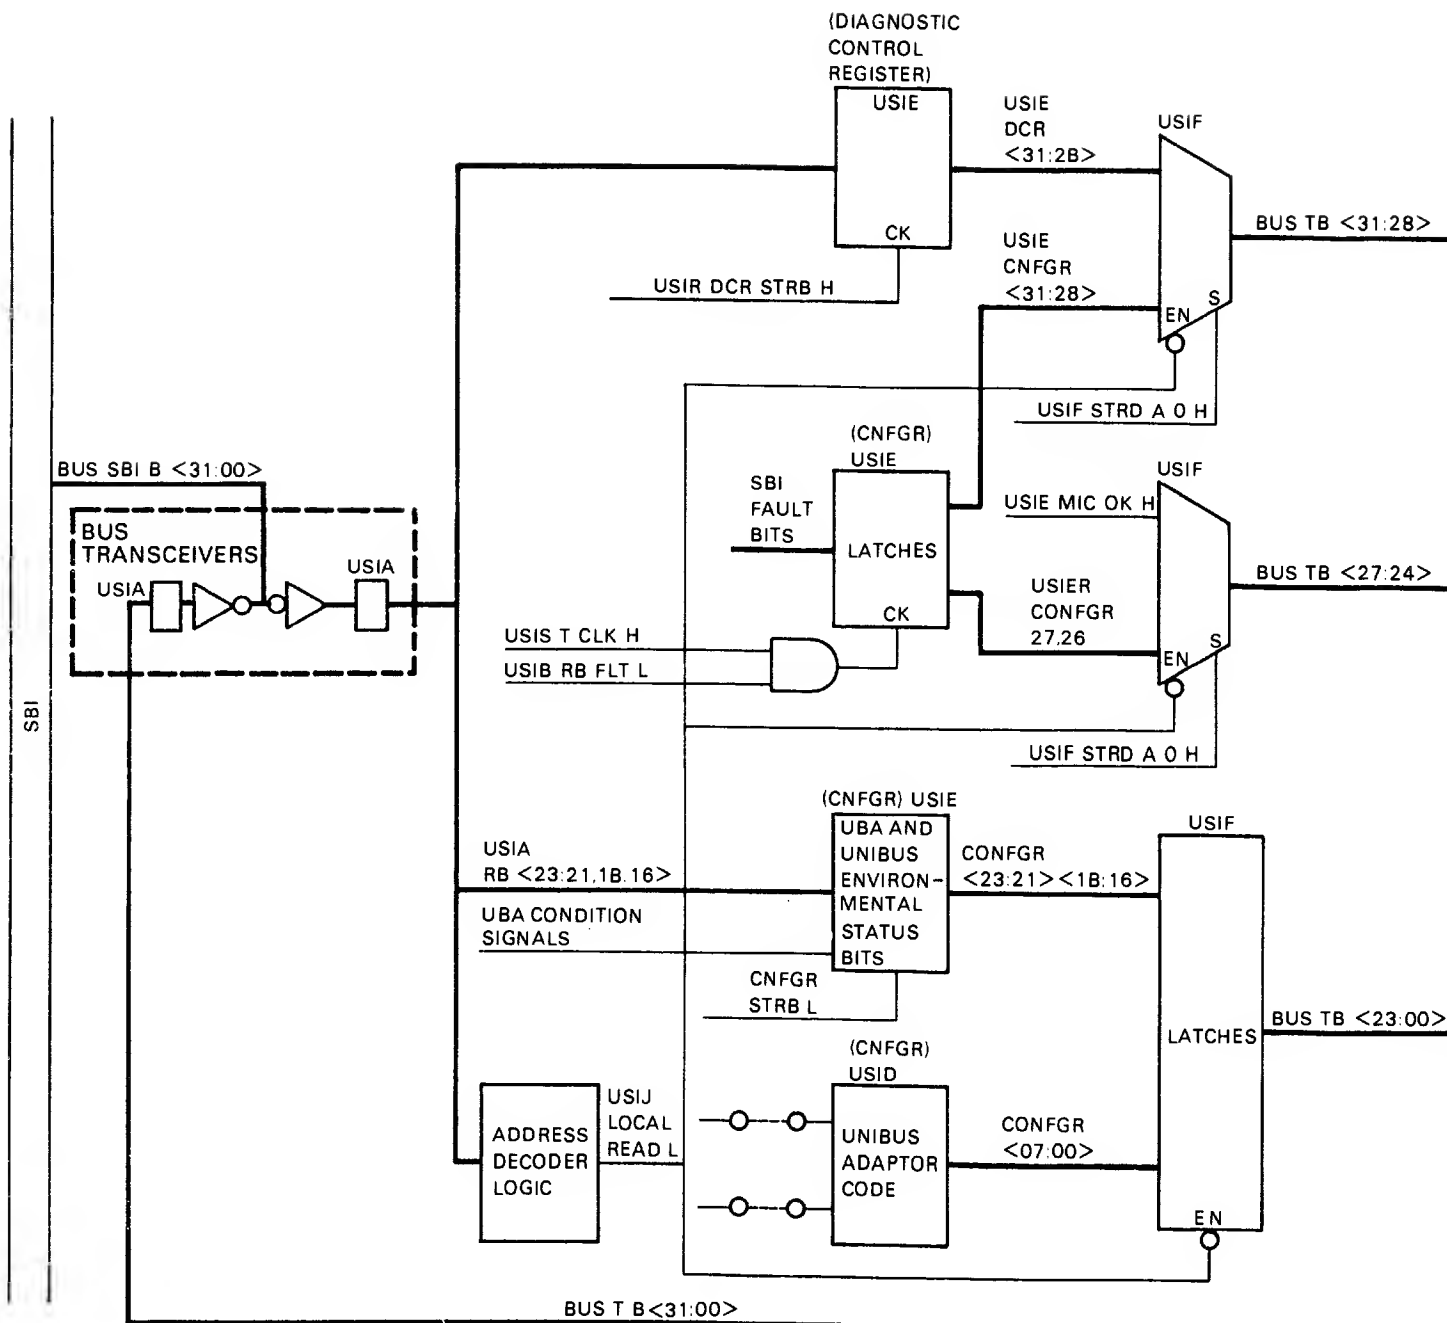 (DIAGNOSTIC
CONTROL
REGISTER)
USIE
CK
USIR DCR STRB H
USIE
DCR
<31:2B>
USIE
CNFGR
<31:28>
USIF
EN
S
BUS TB <31:28>
USIF STRD A 0 H
(CNFGR)
USIE
SBI
FAULT
BITS
LATCHES
CK
USIS T CLK H
USIB RB FLT L
USIF
USIE MIC OK H
USIER
CONFGR
27,26
EN
S
BUS TB <27:24>
USIF STRD A 0 H
SBI
BUS SBI B <31:00>
BUS
TRANSCEIVERS
USIA
USIA
(CNFGR) USIE
UBA AND
UNIBUS
ENVIRON-
MENTAL
STATUS
BITS
USIA
RB <23:21,1B.16>
UBA CONDITION
SIGNALS
CNFGR
STRB L
CONFGR
<23:21><1B:16>
USIF
LATCHES
EN
BUS TB <23:00>
ADDRESS
DECODER
LOGIC
USIJ
LOCAL
READ L
(CNFGR)
USID
UNIBUS
ADAPTOR
CODE
CONFGR
<07:00>
BUS T B<31:00>